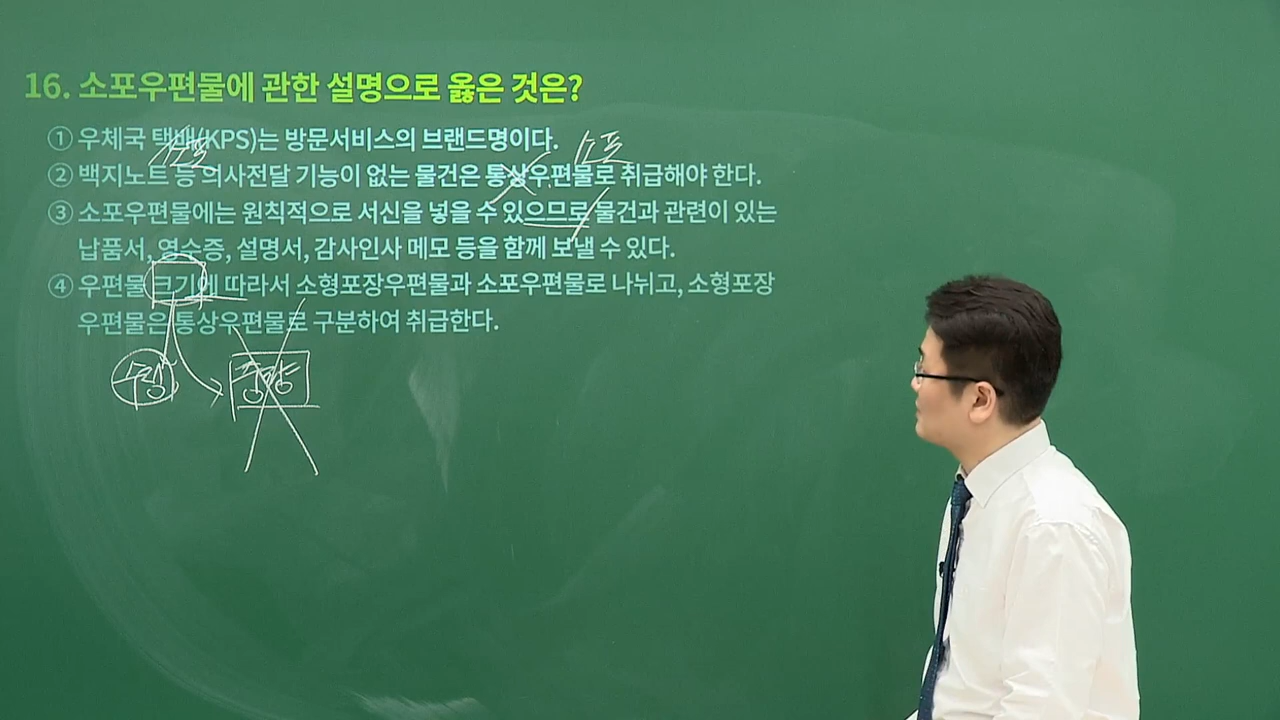 16. 소포우편물에 관한 설명으로 옳은 것은?
① 우체국 택배(KPS)는 방문서비스의 브랜드명이다.
소포
소포
② 백지노트 등 의사전달 기능이 없는 물건은 통상우편물로 취급해야 한다.
③ 소포우편물에는 원칙적으로 서신을 넣을 수 있으므로 물건과 관련이 있는
납품서, 영수증, 설명서, 감사인사 메모 등을 함께 보낼 수 있다.
④ 우편물 크기에 따라서 소형포장우편물과 소포우편물로 나뉘고, 소형포장
우편물은 통상우편물로 구분하여 취급한다.
중량